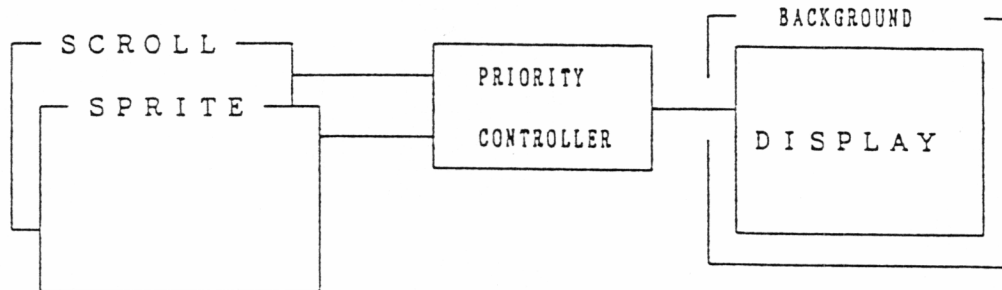 SCROLL
SPRITE
PRIORITY
CONTROLLER
BACKGROUND
DISPLAY